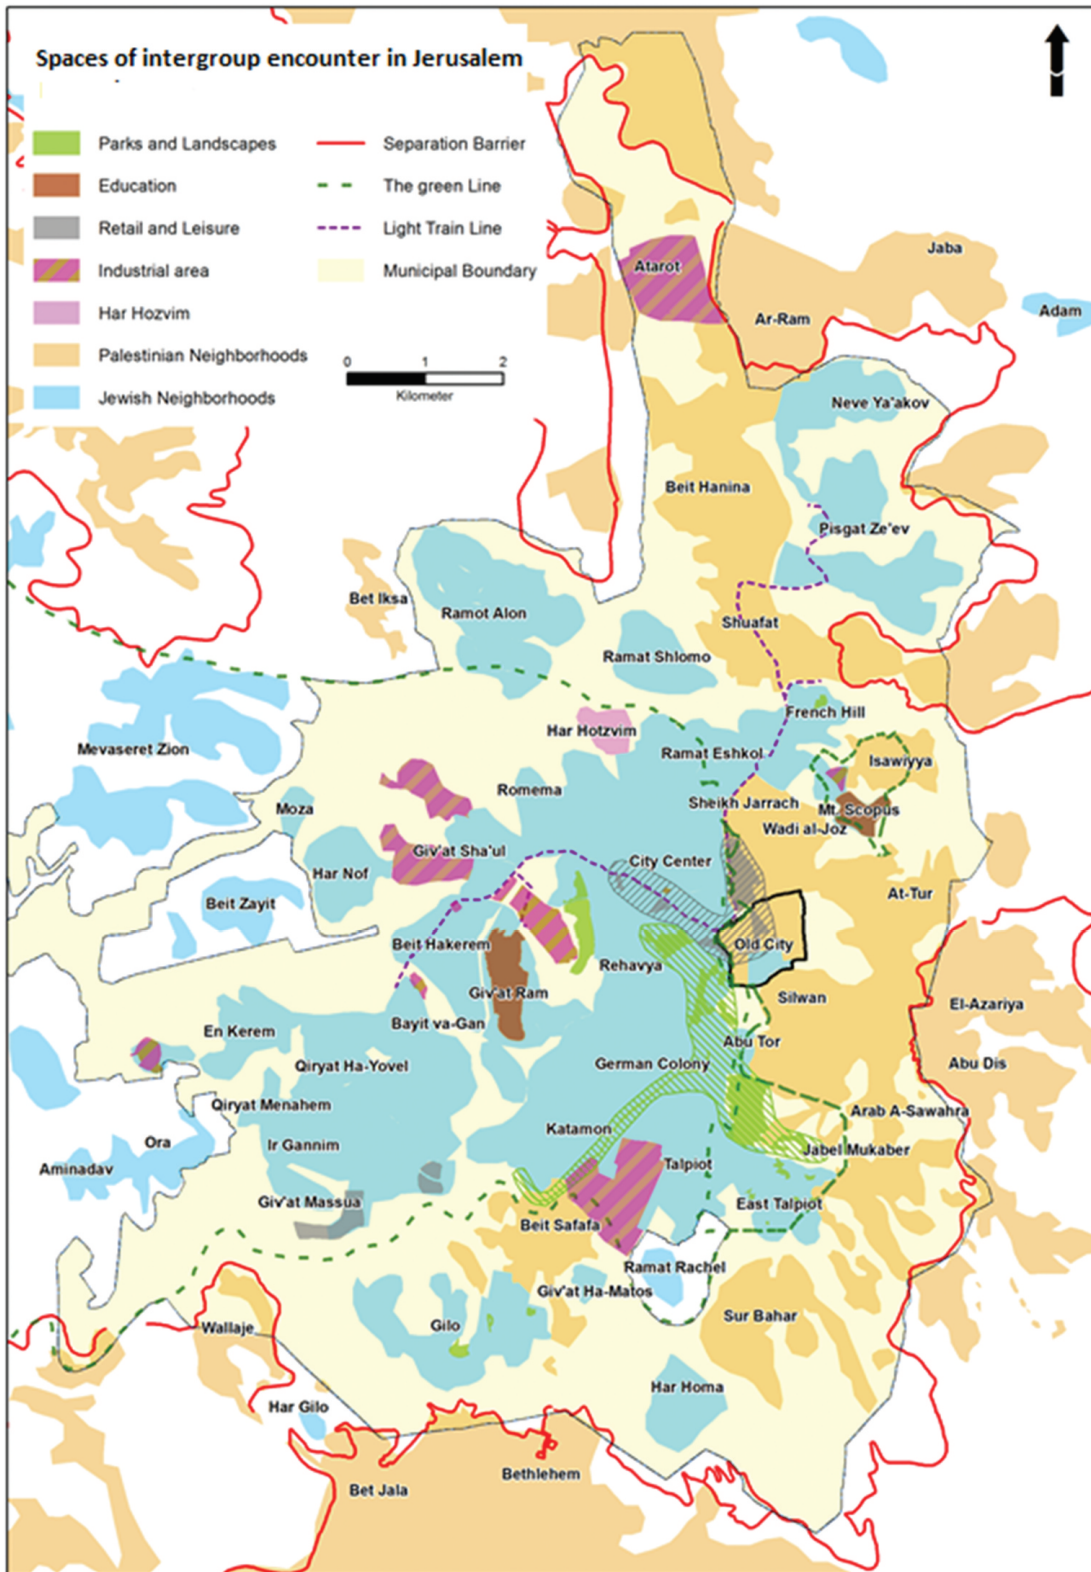 Spaces of intergroup encounter in Jerusalem
Parks and Landscapes
Education
Retail and Leisure
Industrial area
Har Hozvim
Palestinian Neighborhoods
Jewish Neighborhoods
Separation Barrier
The green Line
Light Train Line
Municipal Boundary
0 1 2
Kilometer
Atarot
Jaba
Adam
Ar-Ram
Neve Ya'akov
Beit Hanina
Pisgat Ze'ev
Bet Iksa
Ramot Alon
Shuafat
Ramat Shlomo
French Hill
Har Hotzvim
Mevaseret Zion
Ramat Eshkol
Isawiyya
Romema
Moza
Sheikh Jarrach
Mt. Scopus
Wadi al-Joz
Giv'at Sha'ul
City Center
Har Nof
At-Tur
Beit Zayit
Beit Hakerem
Old City
Rehavya
Giv'at Ram
Silwan
El-Azariya
En Kerem
Bayit va-Gan
Abu Tor
Qiryat Ha-Yovel
German Colony
Abu Dis
Qiryat Menahem
Arab A-Sawahra
Katamon
Ora
Ir Gannim
Jabel Mukaber
Aminadav
Talpiot
Giv'at Massua
East Talpiot
Beit Safafa
Ramat Rachel
Giv'at Ha-Matos
Wallaje
Gilo
Sur Bahar
Har Homa
Har Gilo
Bethlehem
Bet Jala